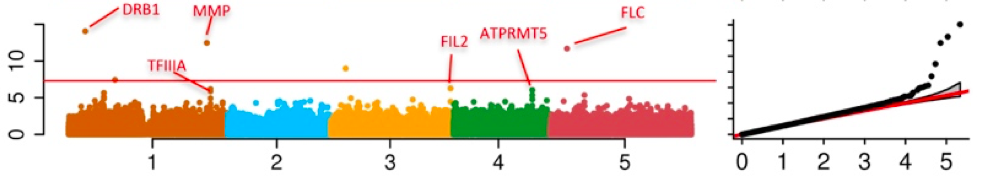 DRB1
MMP
FLC
FIL2
ATPRMT5
TFIIIA
10
5
0
1 2 3 4 5
0 1 2 3 4 5